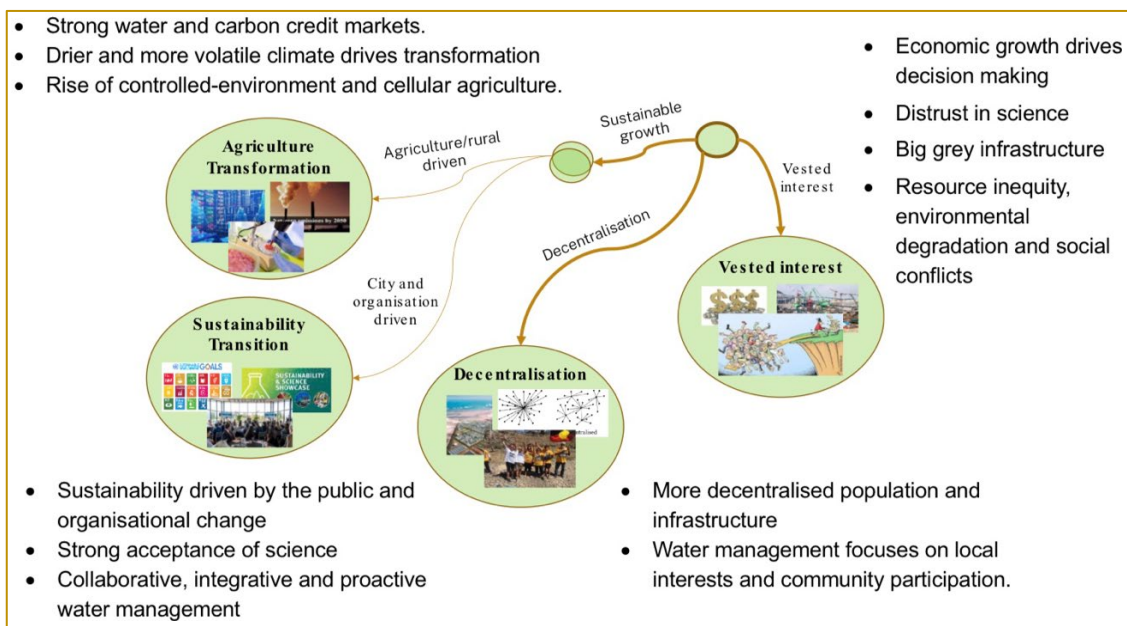 • Strong water and carbon credit markets.
• Drier and more volatile climate drives transformation
• Rise of controlled-environment and cellular agriculture.
• Economic growth drives
decision making
• Distrust in science
• Big grey infrastructure
• Resource inequity,
environmental
degradation and social
conflicts
Sustainable
growth
Agriculture/rural
driven
Vested
interest
Decentralisation
City and
organisation
driven
Agriculture
Transformation
Vested interest
$$$
Sustainability
Transition
GOALS
SUSTAINABILITY
& SCIENCE
SHOWCASE
Decentralisation
• Sustainability driven by the public and
organisational change
• Strong acceptance of science
• Collaborative, integrative and proactive
water management
• More decentralised population and
infrastructure
• Water management focuses on local
interests and community participation.